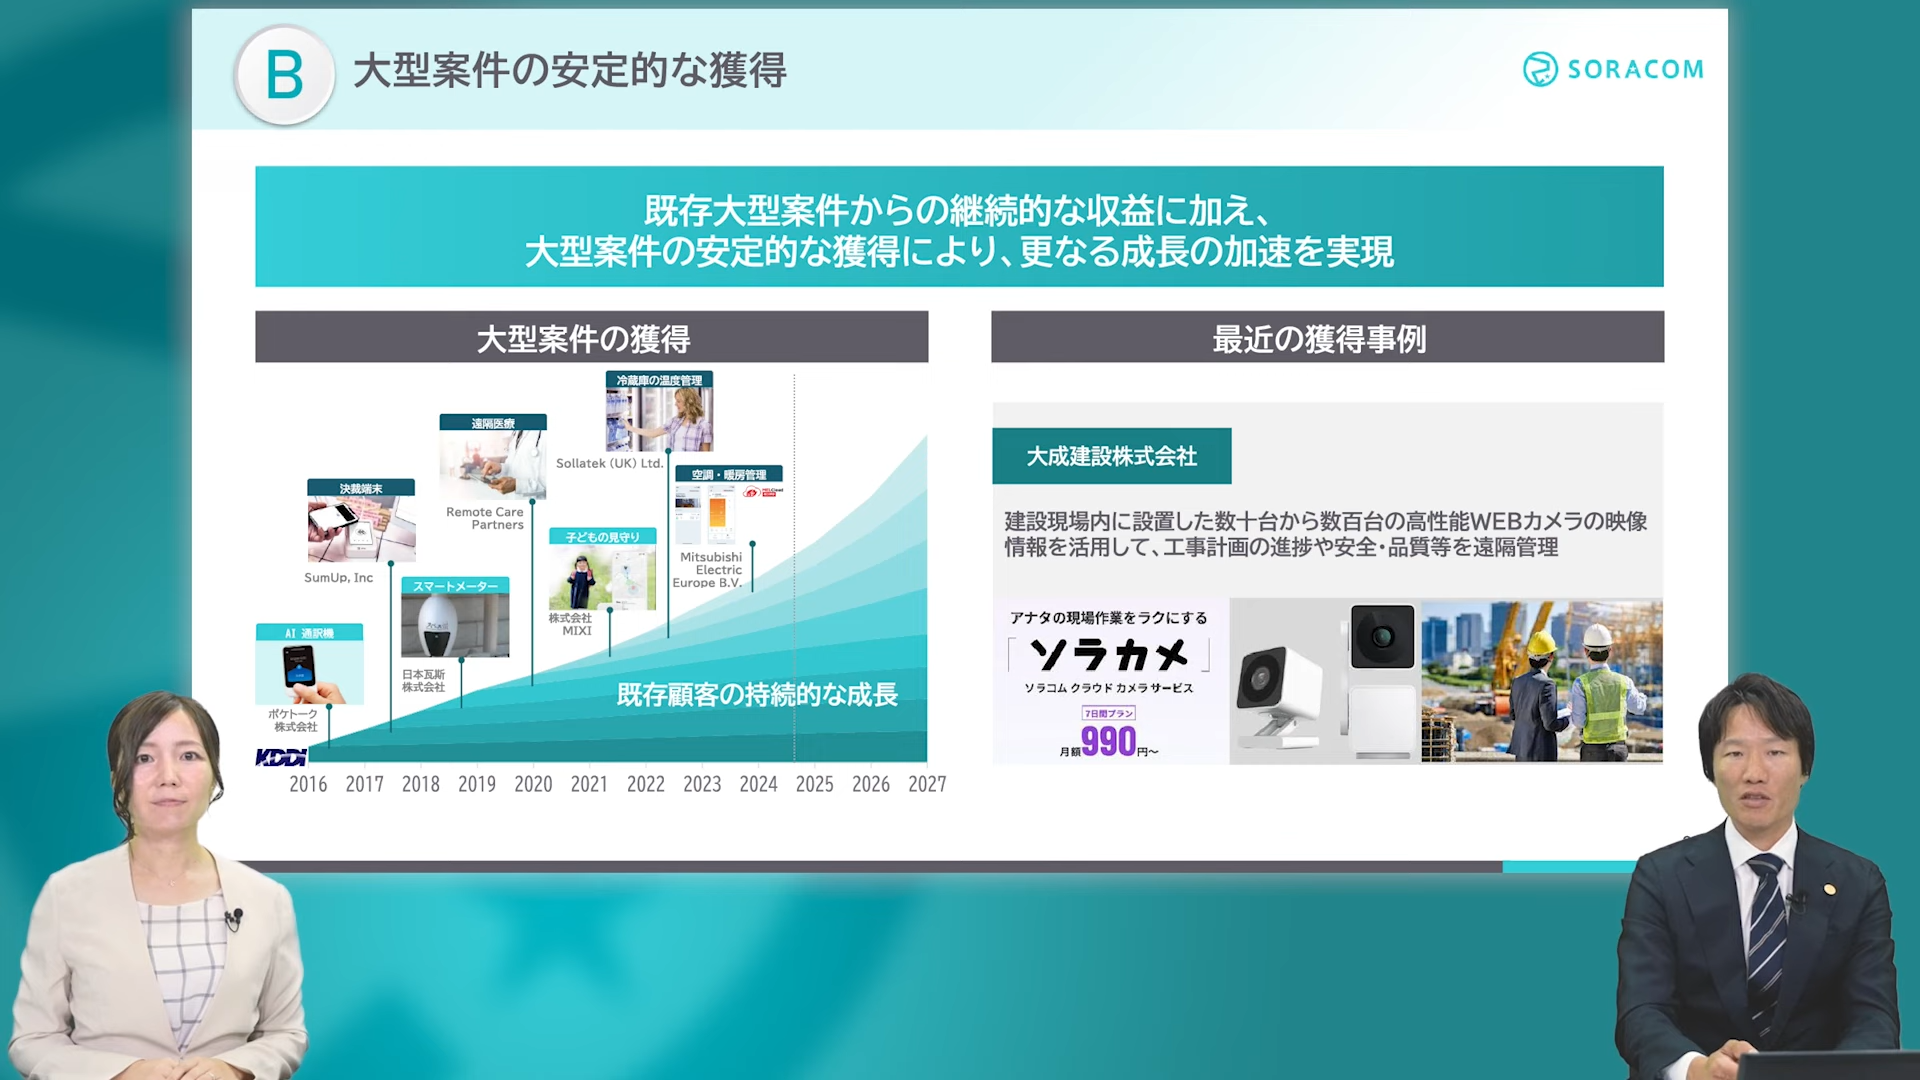 B
大型案件の安定的な獲得
SORACOM
既存大型案件からの継続的な収益に加え、
大型案件の安定的な獲得により、更なる成長の加速を実現
大型案件の獲得
冷蔵庫の温度管理
Sollatek (UK) Ltd.
遠隔医療
Remote Care
Partners
空調・暖房管理
Mitsubishi
Electric
Europe B.V.
決裁端末
SumUp, Inc
子どもの見守り
株式会社
MIXI
スマートメーター
日本瓦斯
株式会社
AI 通訳機
ポケトーク
株式会社
KDDI
既存顧客の持続的な成長
2016 2017 2018 2019 2020 2021 2022 2023 2024 2025 2026 2027
最近の獲得事例
大成建設株式会社
建設現場内に設置した数十台から数百台の高性能WEBカメラの映像
情報を活用して、工事計画の進捗や安全・品質等を遠隔管理
アナタの現場作業をラクにする
「ソラカメ」
ソラコム クラウド カメラ サービス
7日間プラン
月額990円~